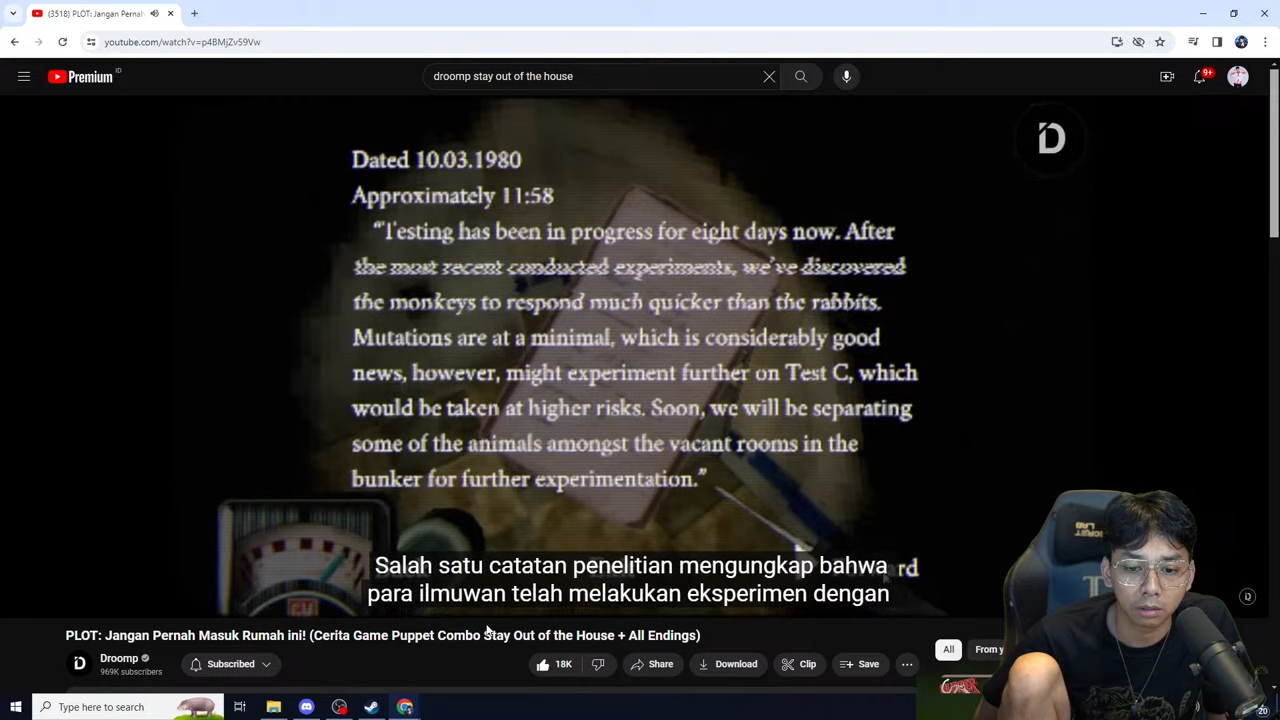 (3518) PLOT: Jangan Pernah
youtube.com/watch?v=p4BMjZv59Vw
Premium ID
droomp stay out of the house
9+
D
Dated 10.03.1980
Approximately 11:58
“Testing has been in progress for eight days now. After
the most recent conducted experiments, we've discovered
the monkeys to respond much quicker than the rabbits.
Mutations are at a minimal, which is considerably good
news, however, might experiment further on Test C, which
would be taken at higher risks. Soon, we will be separating
some of the animals amongst the vacant rooms in the
bunker for further experimentation.”
Salah satu catatan penelitian mengungkap bahwa
para ilmuwan telah melakukan eksperimen dengan
PLOT: Jangan Pernah Masuk Rumah ini! (Cerita Game Puppet Combo Stay Out of the House + All Endings)
Droomp
969K subscribers
Subscribed
18K
Share
Download
Clip
Save
All
From y
Type here to search
20